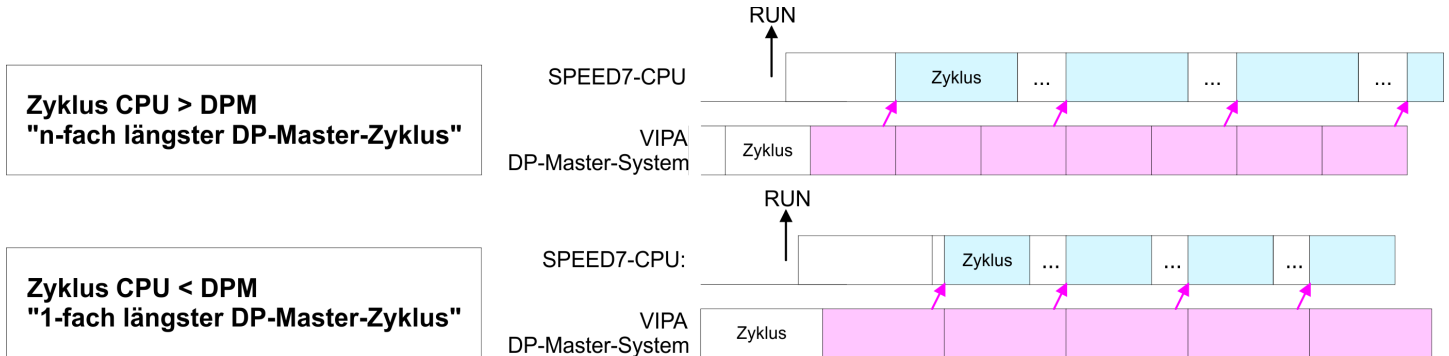 RUN
SPEED7-CPU
Zyklus
...
...
...
Zyklus CPU > DPM
"n-fach längster DP-Master-Zyklus"
VIPA
DP-Master-System
Zyklus
RUN
SPEED7-CPU:
Zyklus
...
...
...
Zyklus CPU < DPM
"1-fach längster DP-Master-Zyklus"
VIPA
DP-Master-System
Zyklus